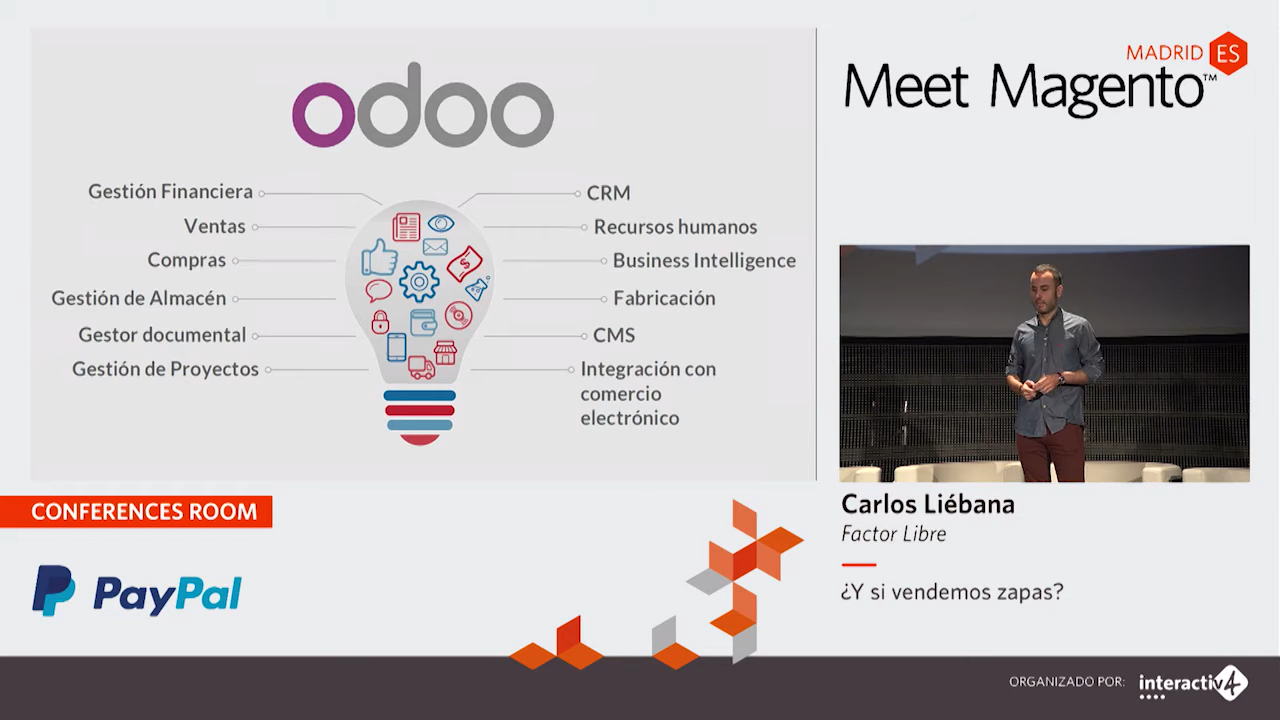 odoo
Gestión Financiera
Ventas
Compras
Gestión de Almacén
Gestor documental
Gestión de Proyectos
CRM
Recursos humanos
Business Intelligence
Fabricación
CMS
Integración con
comercio
electrónico
MADRID ES
Meet Magento™
CONFERENCES ROOM
PayPal
Carlos Liébana
Factor Libre
¿Y si vendemos zapas?
ORGANIZADO POR: interactiv4